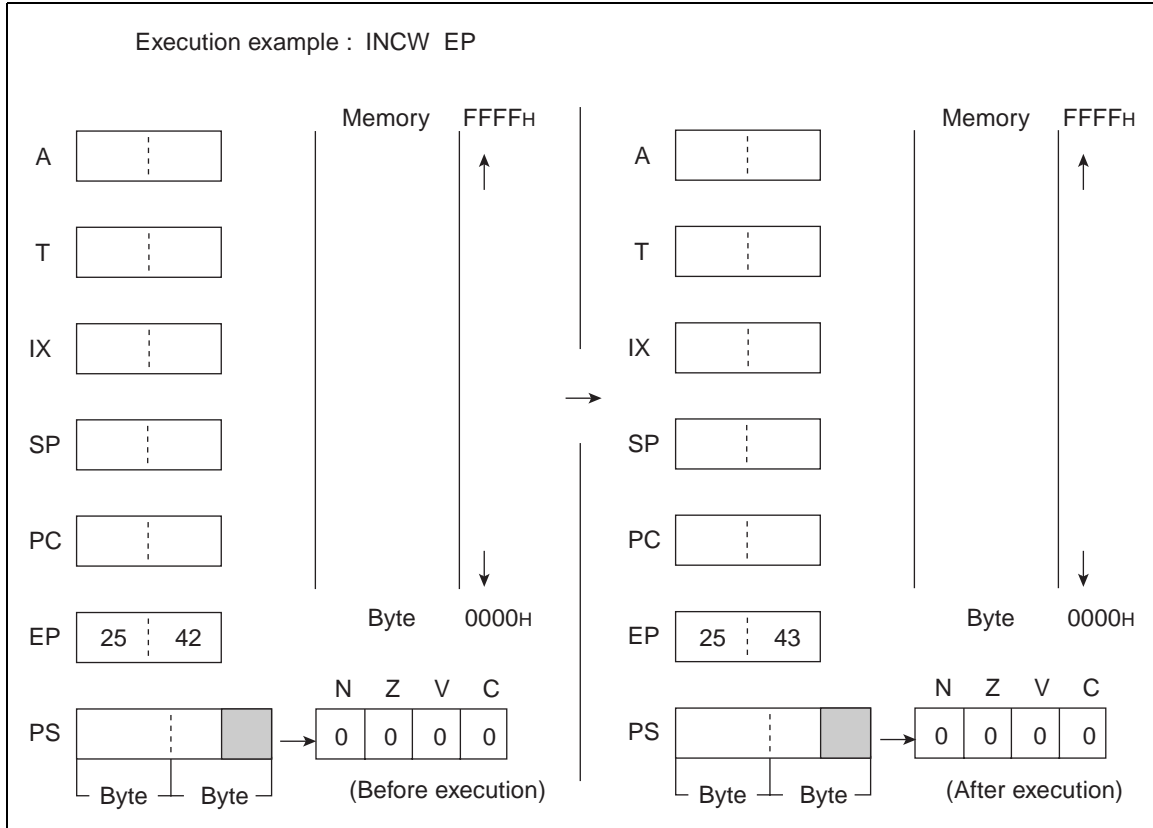 Execution example : INCW EP
Memory FFFFH
A
T
IX
SP
PC
Byte 0000H
EP 25 42
N Z V C
PS 0 0 0 0
Byte Byte (Before execution)
Memory FFFFH
A
T
IX
SP
PC
Byte 0000H
EP 25 43
N Z V C
PS 0 0 0 0
Byte Byte (After execution)